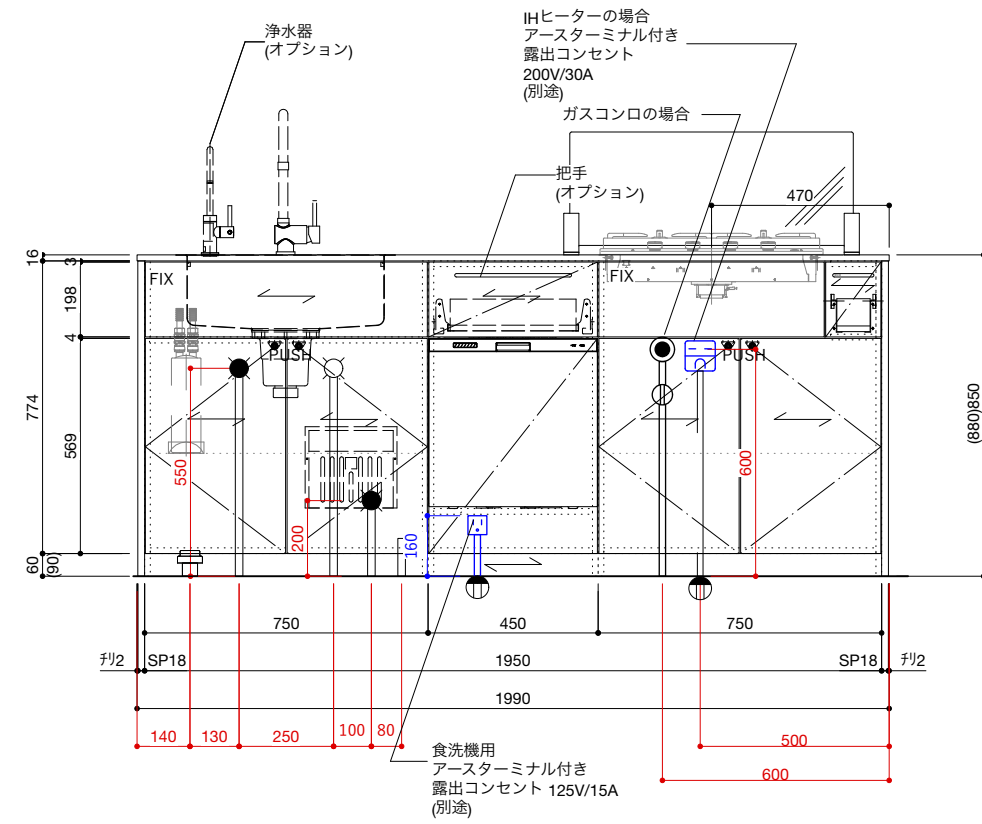 浄水器
(オプション)
IHヒーターの場合
アースターミナル付き
露出コンセント
200V/30A
(別途)
ガスコンロの場合
把手
(オプション)
470
16
3
198
4
774
569
60
(90)
(880)850
FIX
FIX
PUSH
PUSH
550
200
160
600
750
450
750
チリ2
SP18
1950
SP18
チリ2
1990
140
130
250
100
80
500
600
食洗機用
アースターミナル付き
露出コンセント 125V/15A
(別途)